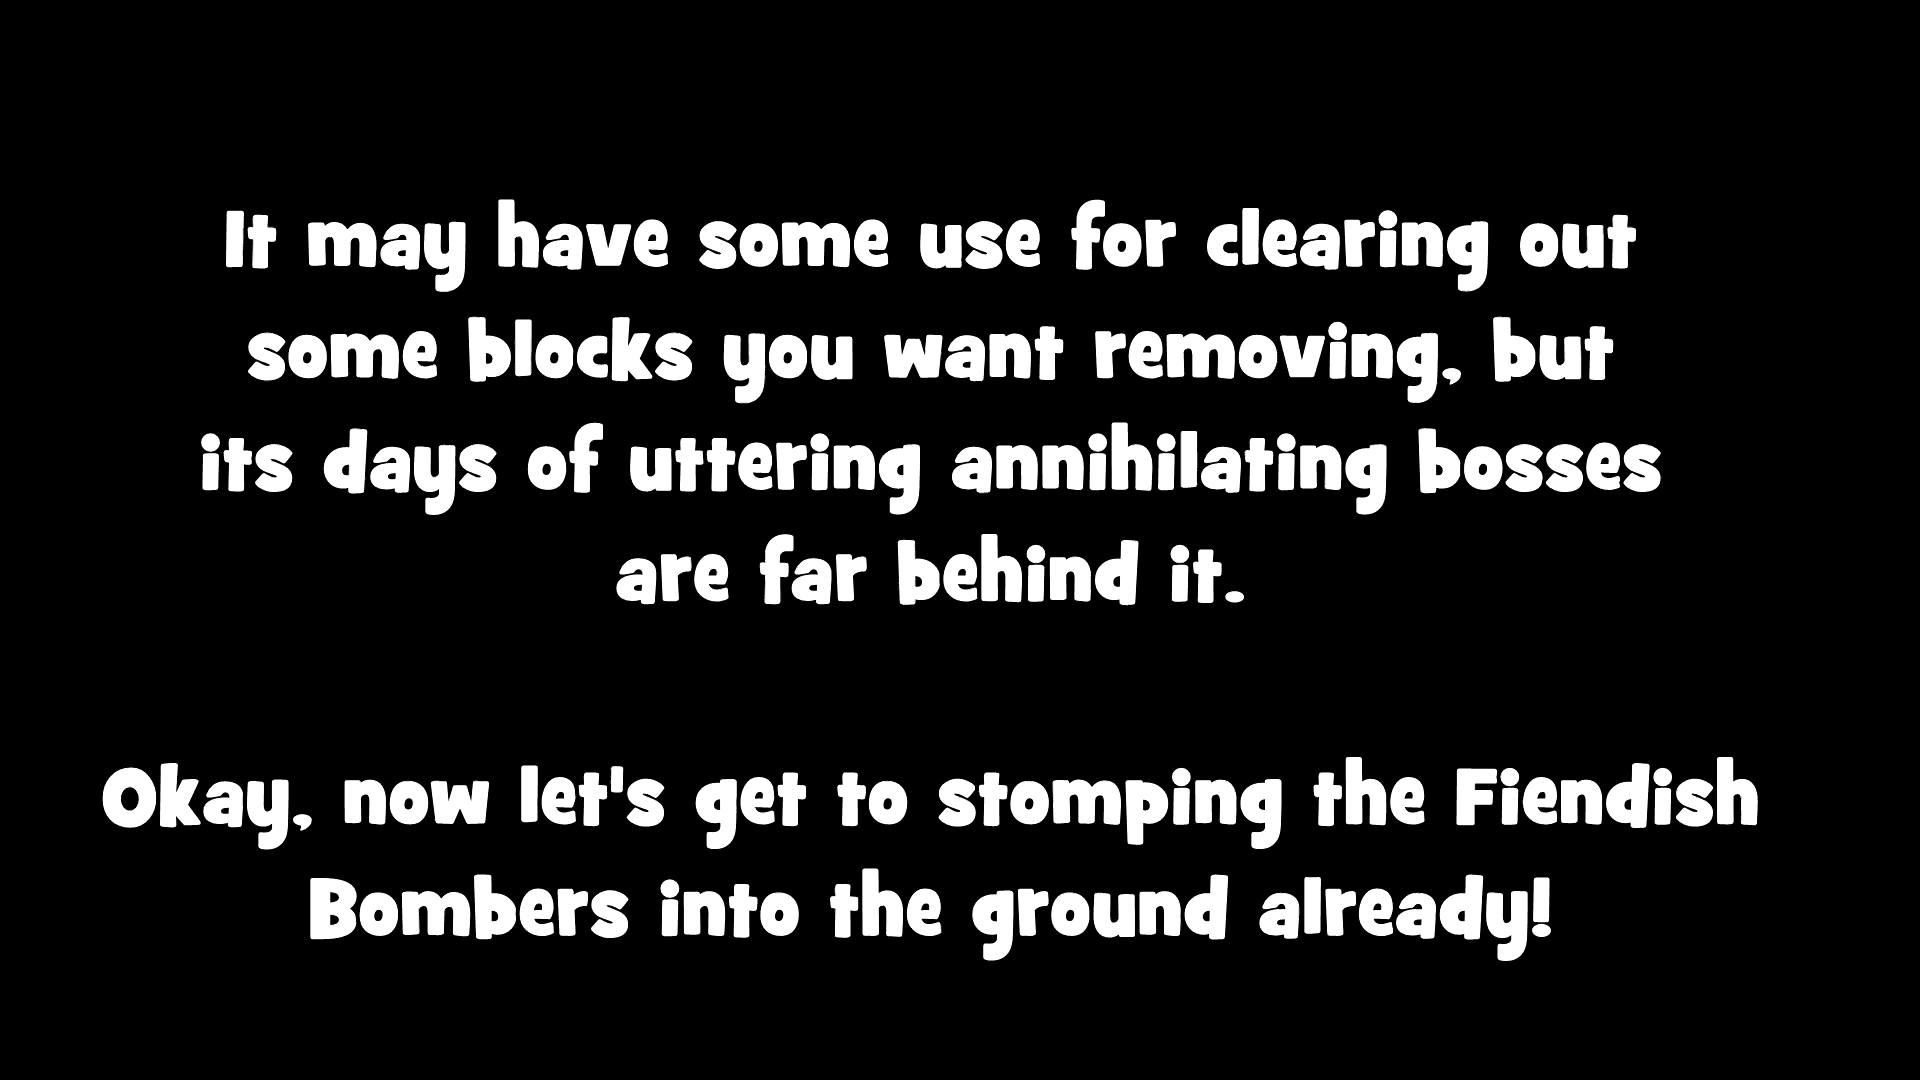 It may have some use for clearing out
some blocks you want removing, but
its days of uttering annihilating bosses
are far behind it.
Okay, now let's get to stomping the Fiendish
Bombers into the ground already!